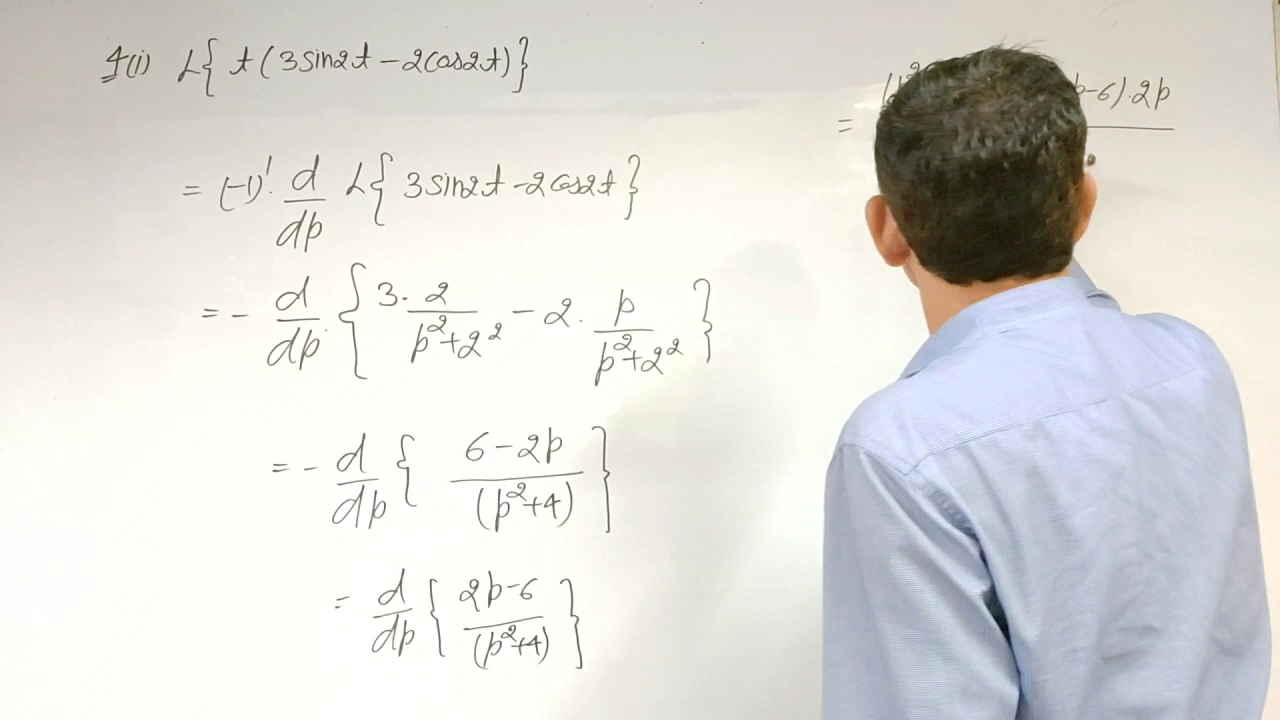 4(i) L{ t(3sin2t − 2cos2t)}
= (-1)¹. d/dp L{ 3sin2t − 2cos2t}
= - d/dp { 3. 2/(p²+2²) − 2. p/(p²+2²) }
= - d/dp { 6−2p/(p²+4) }
= d/dp { 2p−6/(p²+4) }
= −6).2p